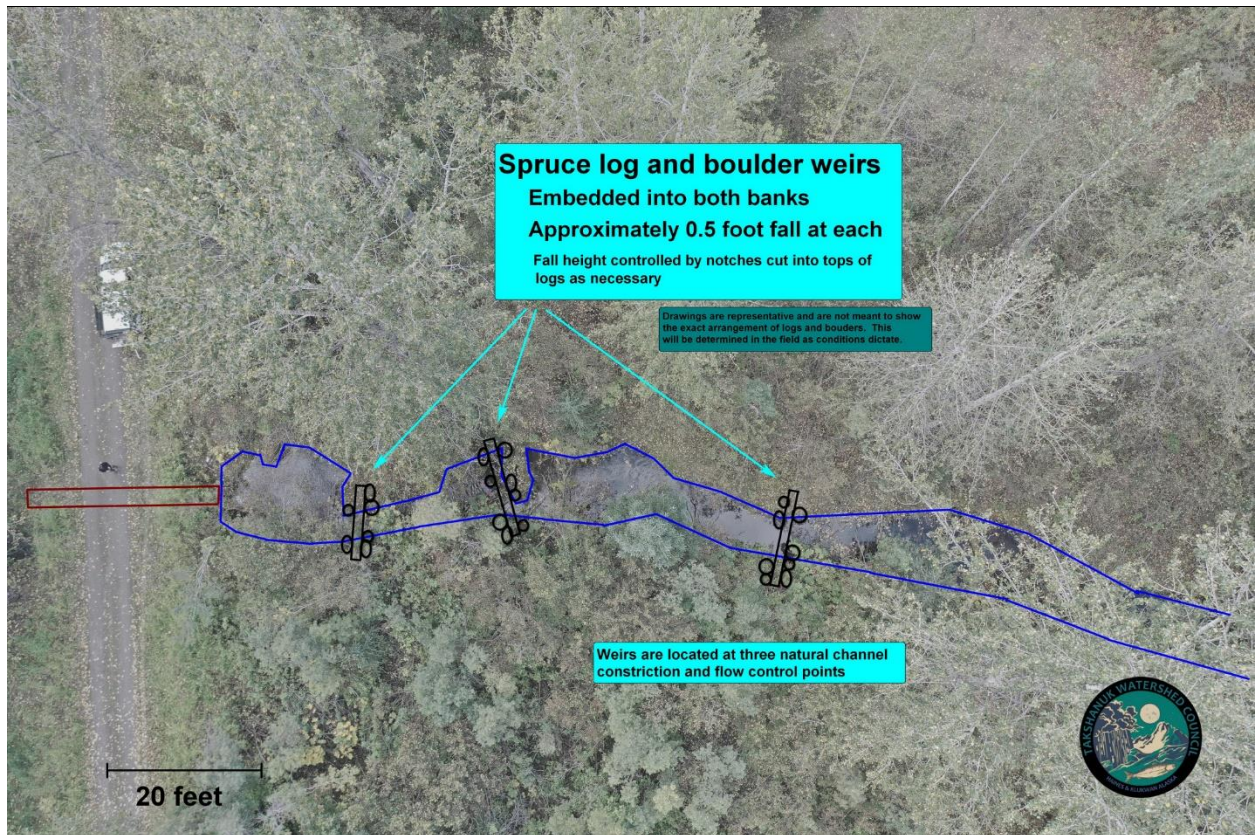 Spruce log and boulder weirs
Embedded into both banks
Approximately 0.5 foot fall at each
Fall height controlled by notches cut into tops of
logs as necessary
Drawings are representative and are not meant to show
the exact arrangement of logs and bouders. This
will be determined in the field as conditions dictate.
Weirs are located at three natural channel
constriction and flow control points
20 feet
TAKSHANUK WATERSHED COUNCIL
HAINES & KLUKWAN ALASKA